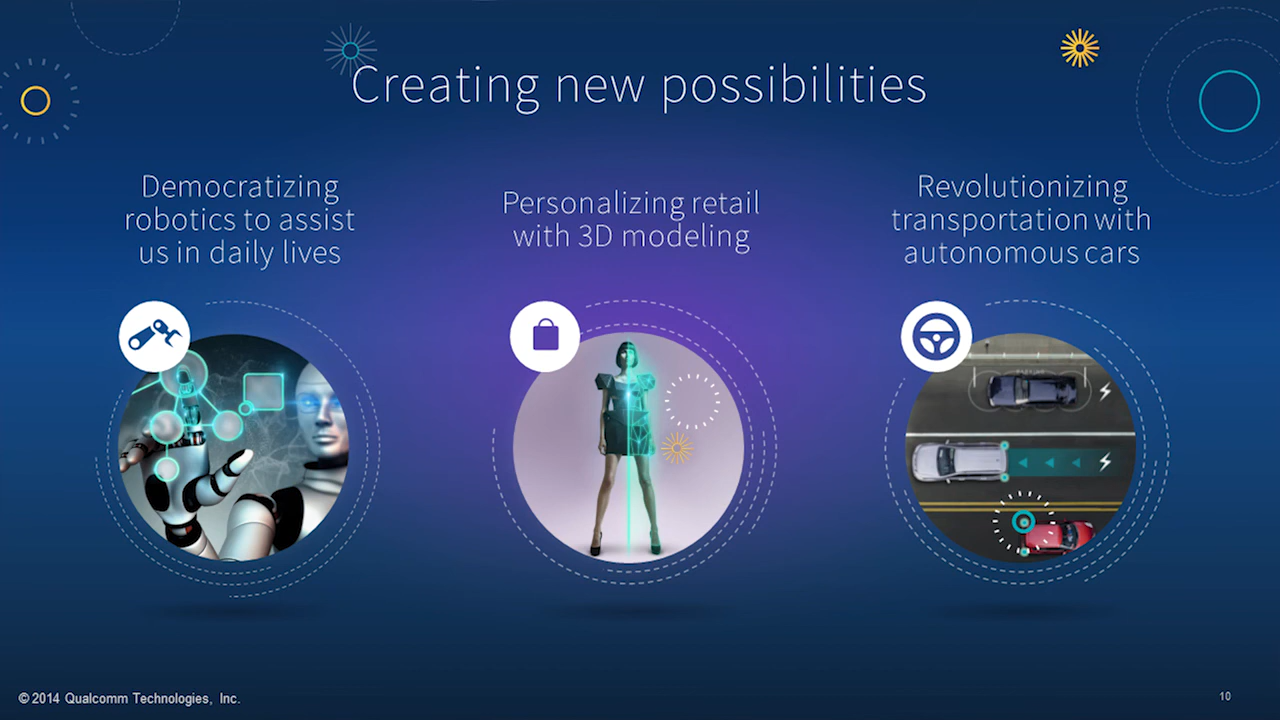 Creating new possibilities
Democratizing
robotics to assist
us in daily lives
Personalizing retail
with 3D modeling
Revolutionizing
transportation with
autonomous cars
© 2014 Qualcomm Technologies, Inc.
10